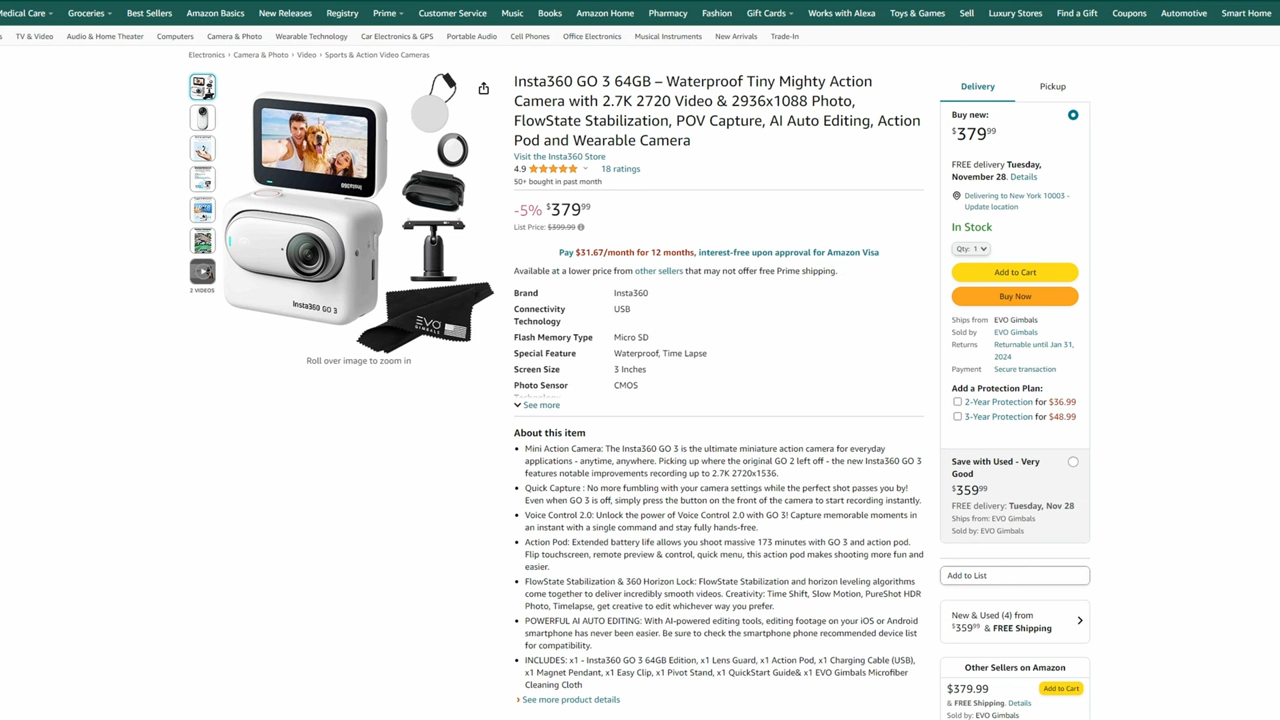 Medical Care Groceries Best Sellers Amazon Basics New Releases Registry Prime Customer Service Music Books Amazon Home Pharmacy Fashion Gift Cards Works with Alexa Toys & Games Sell Luxury Stores Find a Gift Coupons Automotive Smart Home
TV & Video Audio & Home Theater Computers Camera & Photo Wearable Technology Car Electronics & GPS Portable Audio Cell Phones Office Electronics Musical Instruments New Arrivals Trade-In
Electronics › Camera & Photo › Video › Sports & Action Video Cameras
2 VIDEOS
Insta360
Insta360 GO 3
EVO
GIMBALS
Roll over image to zoom in
Insta360 GO 3 64GB – Waterproof Tiny Mighty Action
Camera with 2.7K 2720 Video & 2936x1088 Photo,
FlowState Stabilization, POV Capture, AI Auto Editing, Action
Pod and Wearable Camera
Visit the Insta360 Store
4.9 18 ratings
50+ bought in past month
-5% $379.99
List Price: $399.99
Pay $31.67/month for 12 months, interest-free upon approval for Amazon Visa
Available at a lower price from other sellers that may not offer free Prime shipping.
Brand Insta360
Connectivity
Technology USB
Flash Memory Type Micro SD
Special Feature Waterproof, Time Lapse
Screen Size 3 Inches
Photo Sensor CMOS
Technology
See more
About this item
• Mini Action Camera: The Insta360 GO 3 is the ultimate miniature action camera for everyday
applications - anytime, anywhere. Picking up where the original GO 2 left off - the new Insta360 GO 3
features notable improvements recording up to 2.7K 2720x1536.
• Quick Capture : No more fumbling with your camera settings while the perfect shot passes you by!
Even when GO 3 is off, simply press the button on the front of the camera to start recording instantly.
• Voice Control 2.0: Unlock the power of Voice Control 2.0 with GO 3! Capture memorable moments in
an instant with a single command and stay fully hands-free.
• Action Pod: Extended battery life allows you shoot massive 173 minutes with GO 3 and action pod.
Flip touchscreen, remote preview & control, quick menu, this action pod makes shooting more fun and
easier.
• FlowState Stabilization & 360 Horizon Lock: FlowState Stabilization and horizon leveling algorithms
come together to deliver incredibly smooth videos. Creativity: Time Shift, Slow Motion, PureShot HDR
Photo, Timelapse, get creative to edit whichever way you prefer.
• POWERFUL AI AUTO EDITING: With AI-powered editing tools, editing footage on your iOS or Android
smartphone has never been easier. Be sure to check the smartphone phone recommended device list
for compatibility.
• INCLUDES: x1 - Insta360 GO 3 64GB Edition, x1 Lens Guard, x1 Action Pod, x1 Charging Cable (USB),
x1 Magnet Pendant, x1 Easy Clip, x1 Pivot Stand, x1 QuickStart Guide& x1 EVO Gimbals Microfiber
Cleaning Cloth
› See more product details
Delivery Pickup
Buy new:
$379.99
FREE delivery Tuesday,
November 28. Details
Delivering to New York 10003 -
Update location
In Stock
Qty: 1
Add to Cart
Buy Now
Ships from EVO Gimbals
Sold by EVO Gimbals
Returns Returnable until Jan 31,
2024
Payment Secure transaction
Add a Protection Plan:
2-Year Protection for $36.99
3-Year Protection for $48.99
Save with Used - Very
Good
$359.99
FREE delivery: Tuesday, Nov 28
Ships from: EVO Gimbals
Sold by: EVO Gimbals
Add to List
New & Used (4) from
$359.99 & FREE Shipping
Other Sellers on Amazon
$379.99 Add to Cart
& FREE Shipping. Details
Sold by: EVO Gimbals